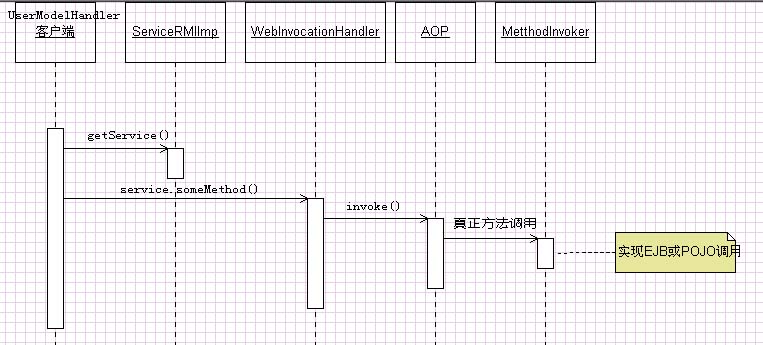 UserModelHandler
客户端
ServiceRMIImp
WebInvocationHandler
AOP
MetthodInvoker
getService()
service.someMethod()
invoke()
真正方法调用
实现EJB或POJO调用